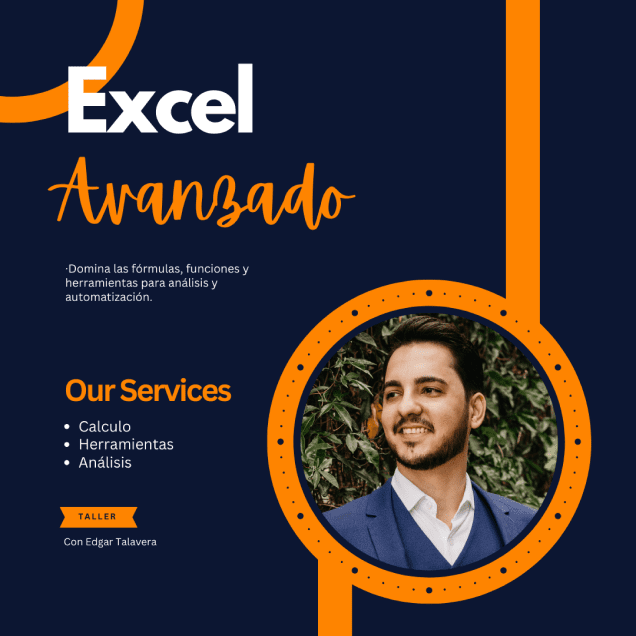 Excel
Avanzado
·Domina las fórmulas, funciones y
herramientas para análisis y
automatización.
Our Services
• Calculo
• Herramientas
• Análisis
TALLER
Con Edgar Talavera